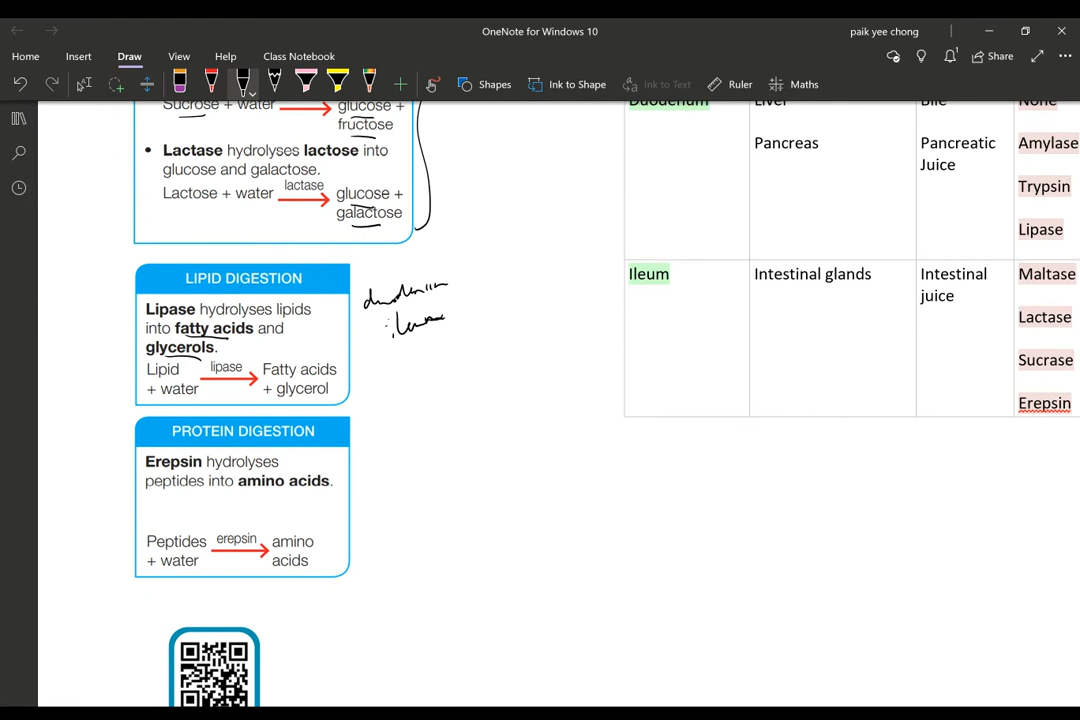 OneNote for Windows 10
paik yee chong
Home Insert Draw View Help Class Notebook
Share
Shapes Ink to Shape Ink to Text Ruler Maths
Sucrose + water glucose +
fructose
• Lactase hydrolyses lactose into
glucose and galactose.
lactase
Lactose + water glucose +
galactose
LIPID DIGESTION
Lipase hydrolyses lipids
into fatty acids and
glycerols.
Lipid lipase Fatty acids
+ water + glycerol
duodenum
ileum
PROTEIN DIGESTION
Erepsin hydrolyses
peptides into amino acids.
Peptides erepsin amino
+ water acids
Duodenum Liver Bile None
Pancreas Pancreatic Amylase
Juice
Trypsin
Lipase
Ileum Intestinal glands Intestinal Maltase
juice
Lactase
Sucrase
Erepsin